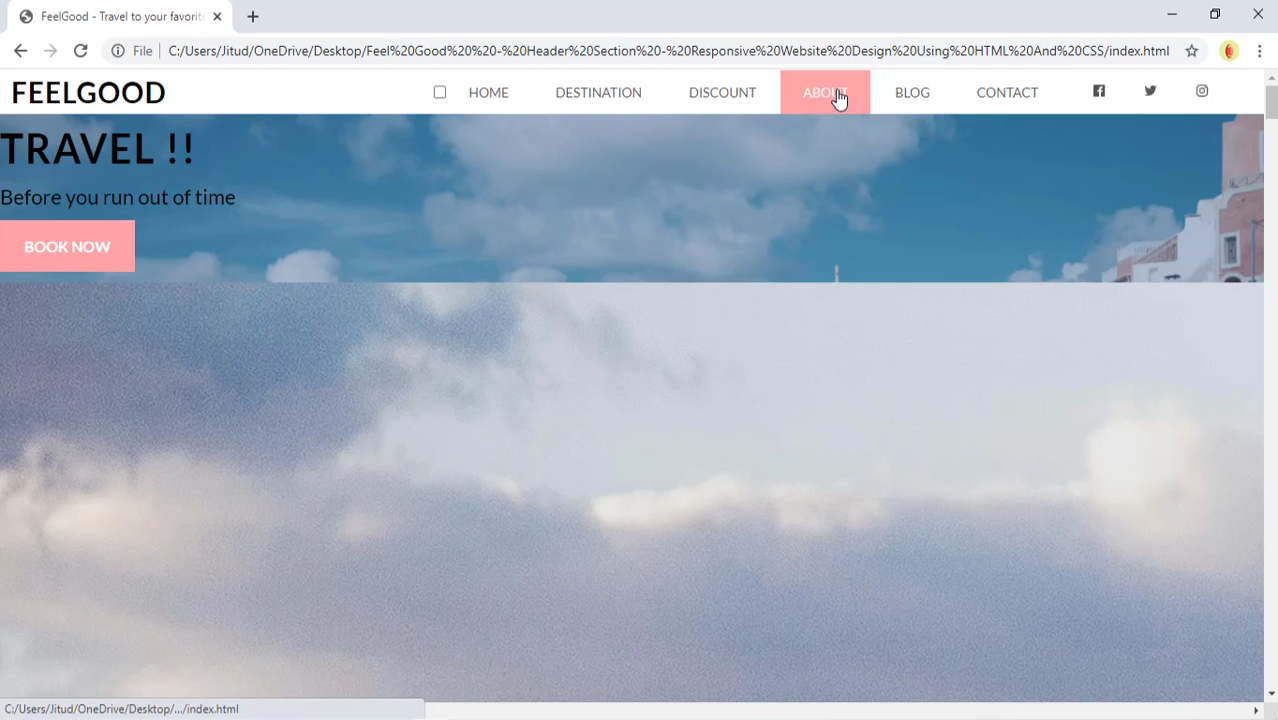 FeelGood - Travel to your favorit
File
C:/Users/Jitud/OneDrive/Desktop/Feel%20Good%20%20-%20Header%20Section%20-%20Responsive%20Website%20Design%20Using%20HTML%20And%20CSS/index.html
FEELGOOD
HOME
DESTINATION
DISCOUNT
ABOUT
BLOG
CONTACT
TRAVEL !!
Before you run out of time
BOOK NOW
C:/Users/Jitud/OneDrive/Desktop/.../index.html